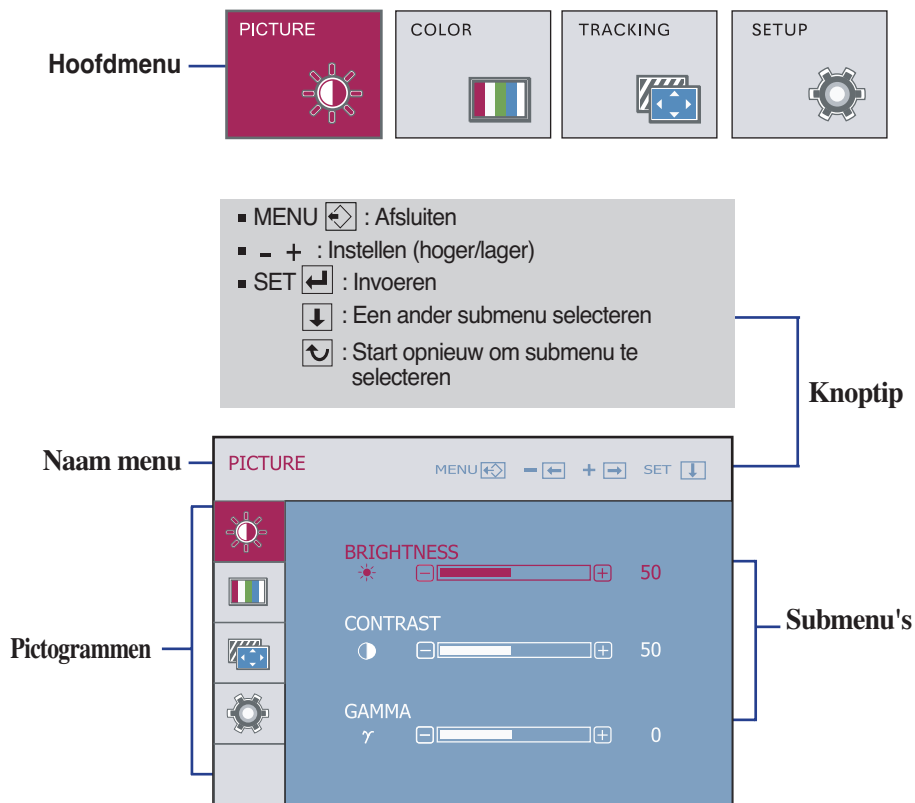 PICTURE COLOR TRACKING SETUP
Hoofdmenu
■ MENU : Afsluiten
■ - + : Instellen (hoger/lager)
■ SET : Invoeren
: Een ander submenu selecteren
: Start opnieuw om submenu te
selecteren
Knoptip
Naam menu
PICTURE MENU - + SET
BRIGHTNESS
50
CONTRAST
50
Submenu's
Pictogrammen
GAMMA
γ 0